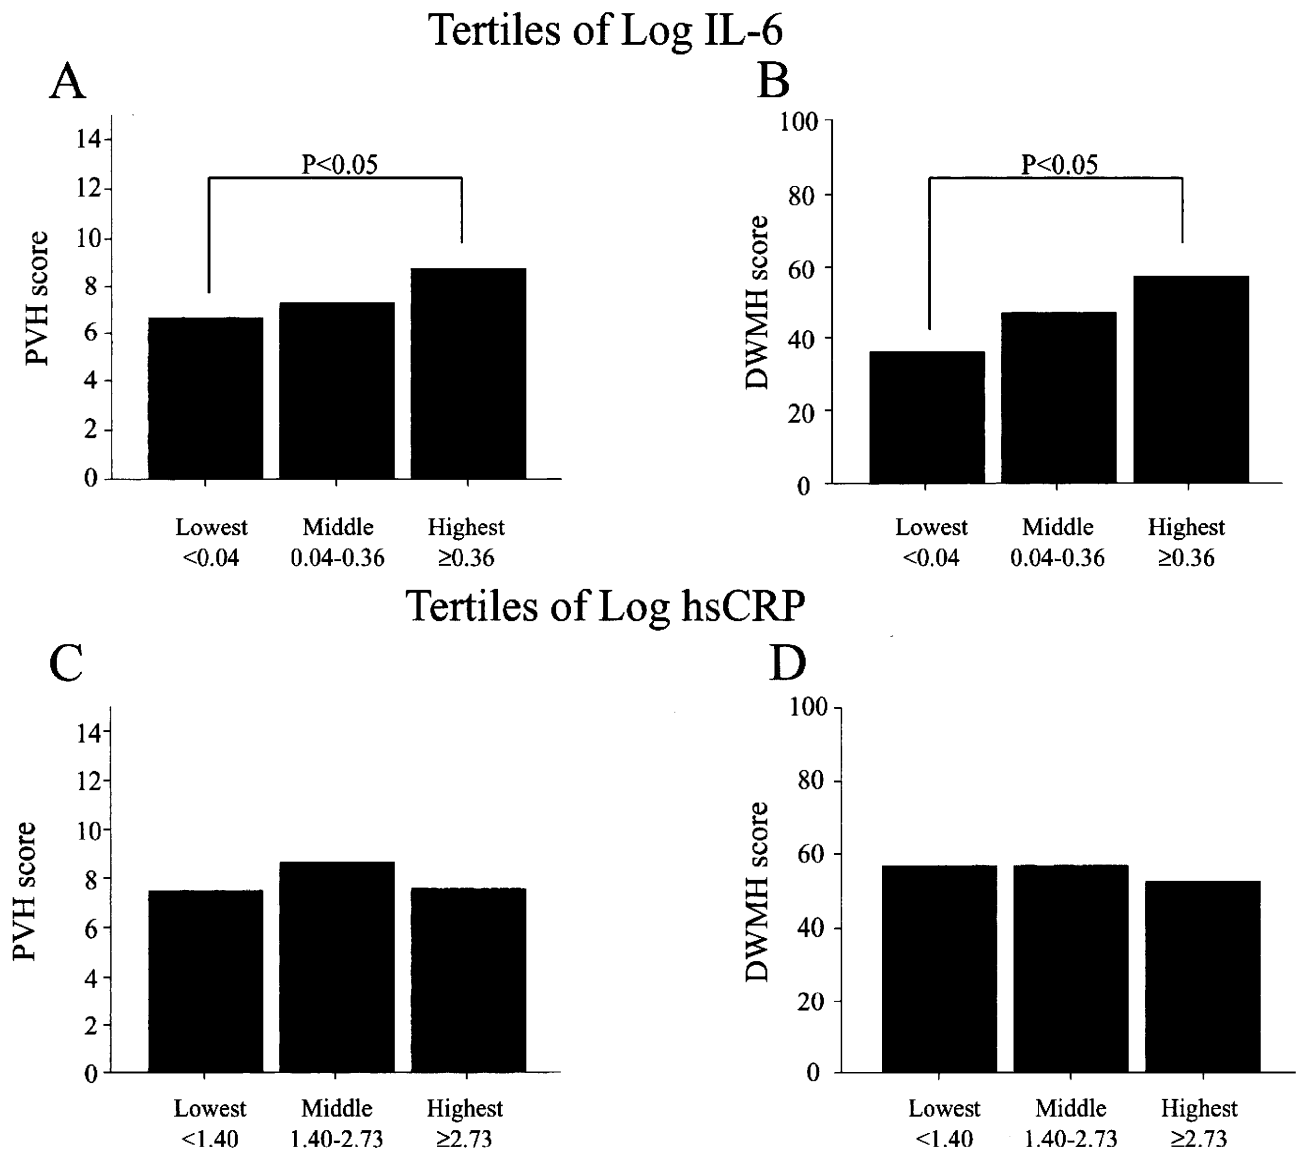 Tertiles of Log IL-6
A
14
12
10
8
6
4
2
0
PVH score
P<0.05
Lowest Middle Highest
<0.04 0.04-0.36 ≥0.36
B
100
80
60
40
20
0
DWMH score
P<0.05
Lowest Middle Highest
<0.04 0.04-0.36 ≥0.36
Tertiles of Log hsCRP
C
14
12
10
8
6
4
2
0
PVH score
Lowest Middle Highest
<1.40 1.40-2.73 ≥2.73
D
100
80
60
40
20
0
DWMH score
Lowest Middle Highest
<1.40 1.40-2.73 ≥2.73